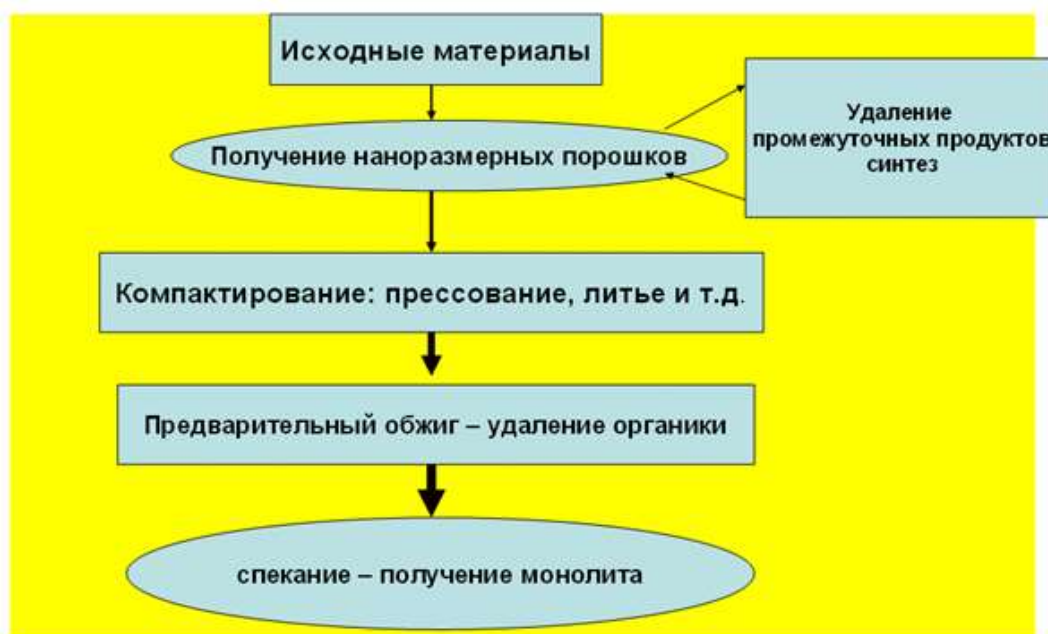 Исходные материалы
Получение наноразмерных порошков
Удаление
промежуточных продуктов
синтез
Компактирование: прессование, литье и т.д.
Предварительный обжиг – удаление органики
спекание – получение монолита